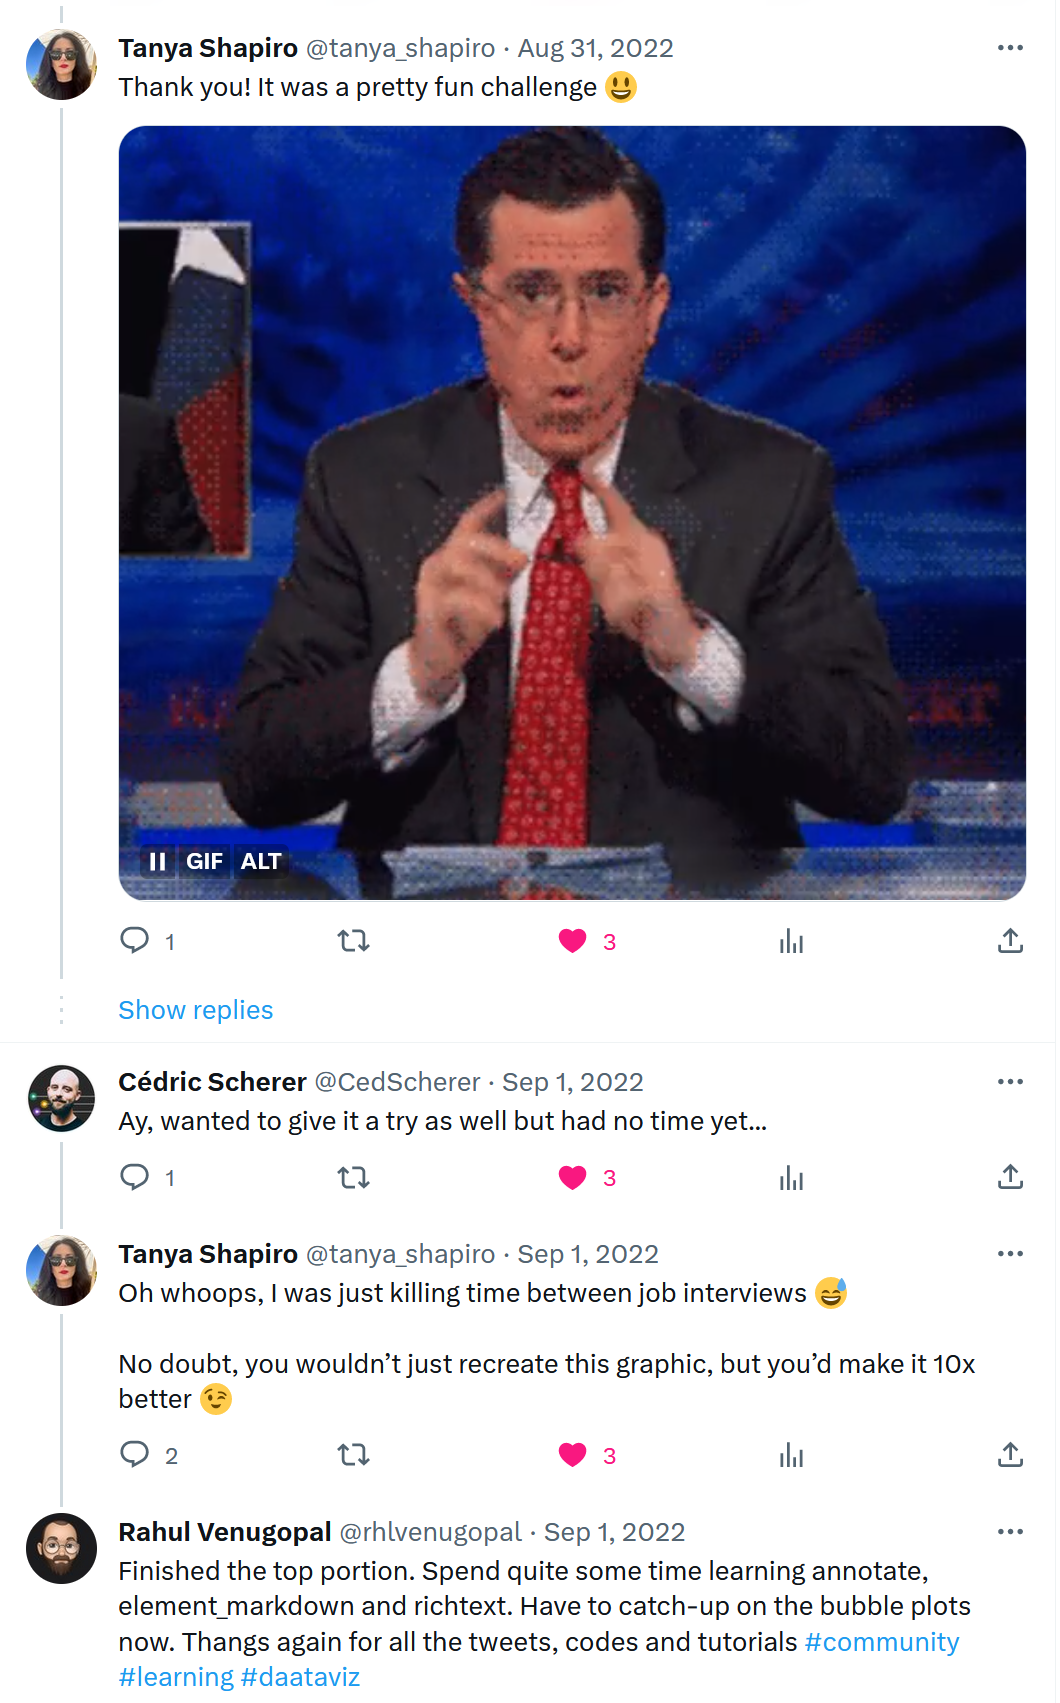 Tanya Shapiro @tanya_shapiro · Aug 31, 2022
Thank you! It was a pretty fun challenge 😃
GIF ALT
1 3
Show replies
Cédric Scherer @CedScherer · Sep 1, 2022
Ay, wanted to give it a try as well but had no time yet...
1 3
Tanya Shapiro @tanya_shapiro · Sep 1, 2022
Oh whoops, I was just killing time between job interviews 😅
No doubt, you wouldn’t just recreate this graphic, but you’d make it 10x
better 😉
2 3
Rahul Venugopal @rhlvenugopal · Sep 1, 2022
Finished the top portion. Spend quite some time learning annotate,
element_markdown and richtext. Have to catch-up on the bubble plots
now. Thangs again for all the tweets, codes and tutorials #community
#learning #daataviz